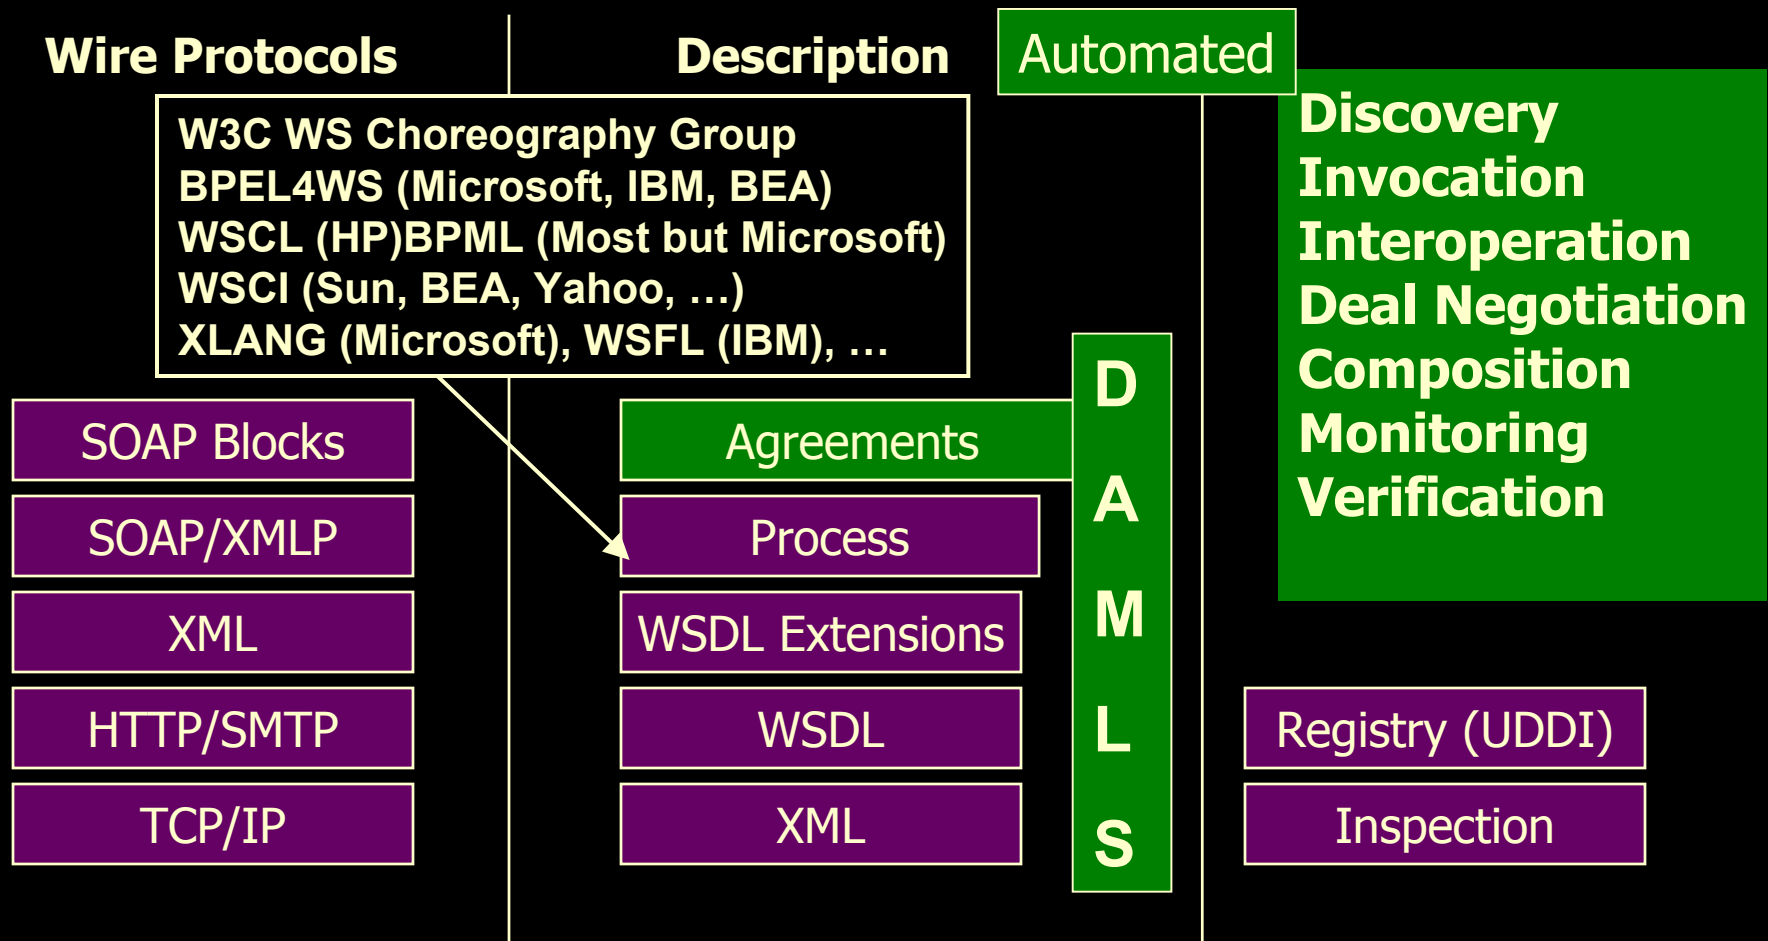 Wire Protocols
Description
Automated
W3C WS Choreography Group
BPEL4WS (Microsoft, IBM, BEA)
WSCL (HP)BPML (Most but Microsoft)
WSCI (Sun, BEA, Yahoo, …)
XLANG (Microsoft), WSFL (IBM), …
SOAP Blocks
SOAP/XMLP
XML
HTTP/SMTP
TCP/IP
Agreements
Process
WSDL Extensions
WSDL
XML
D
A
M
L
S
Discovery
Invocation
Interoperation
Deal Negotiation
Composition
Monitoring
Verification
Registry (UDDI)
Inspection